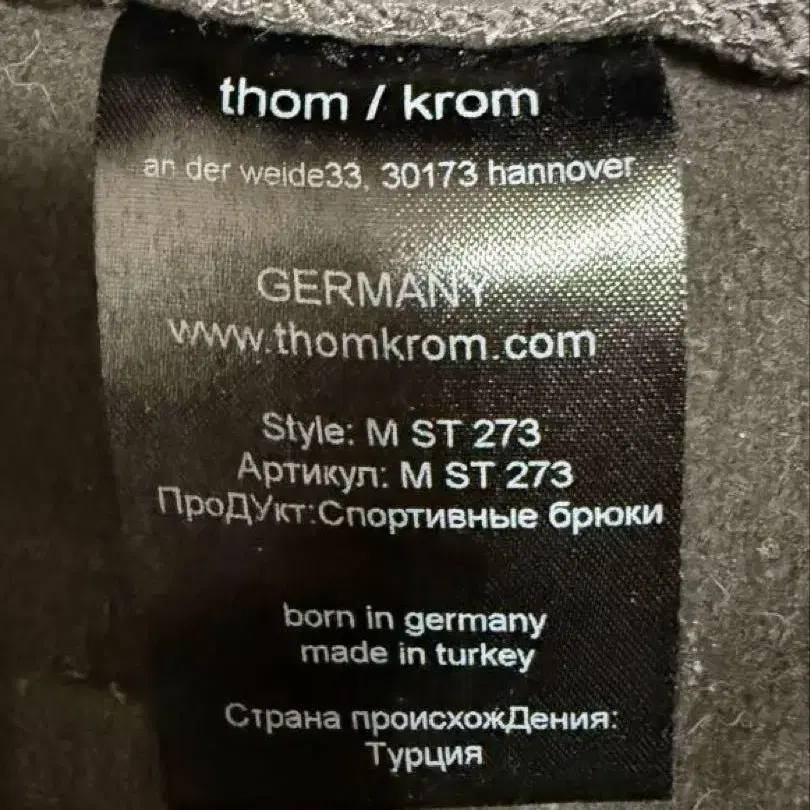 thom / krom
an der weide33, 30173 hannover
GERMANY
www.thomkrom.com
Style: M ST 273
Артикул: M ST 273
ПроДУкт:Спортивные брюки
born in germany
made in turkey
Страна происхожДения:
Турция